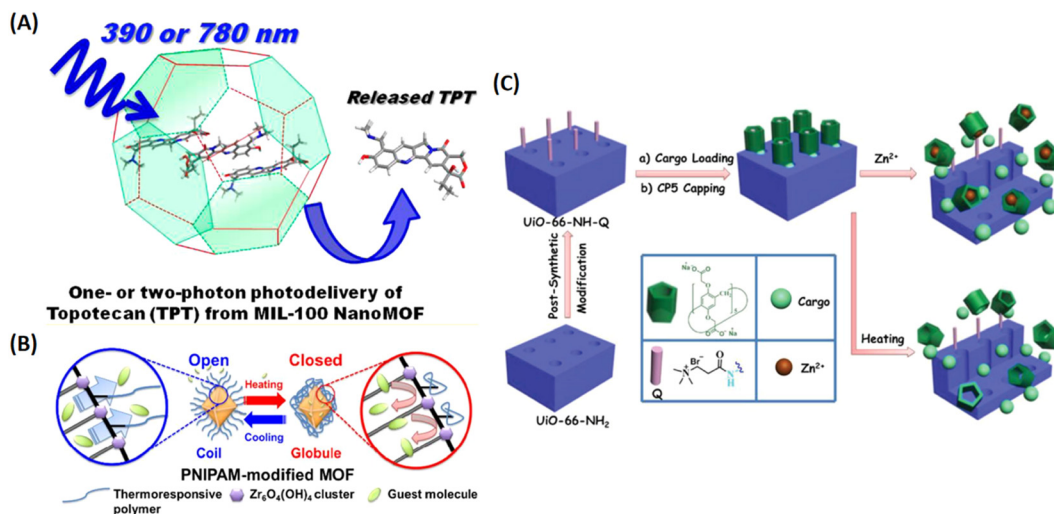 (A)
390 or 780 nm
Released TPT
One- or two-photon photodelivery of
Topotecan (TPT) from MIL-100 NanoMOF
(B)
Open
Closed
Heating
Cooling
Coil
Globule
PNIPAM-modified MOF
Thermoresponsive
polymer
Zr₆O₄(OH)₄ cluster
Guest molecule
(C)
UiO-66-NH-Q
a) Cargo Loading
b) CP5 Capping
Zn²⁺
Post-Synthetic
Modification
UiO-66-NH₂
Cargo
Q
Br⁻
Zn²⁺
Heating